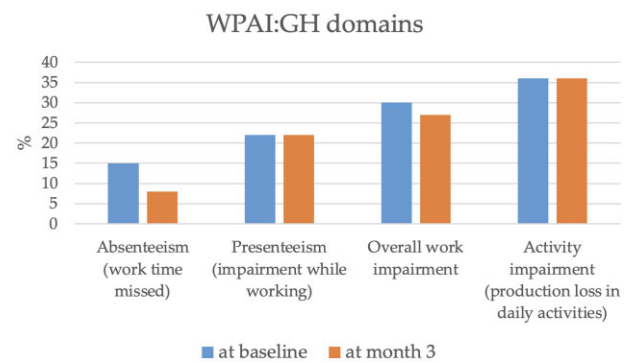 WPAI:GH domains
40
35
30
25
20
15
10
5
0
%
Absenteeism
(work time
missed)
Presenteeism
(impairment while
working)
Overall work
impairment
Activity
impairment
(production loss in
daily activities)
at baseline
at month 3